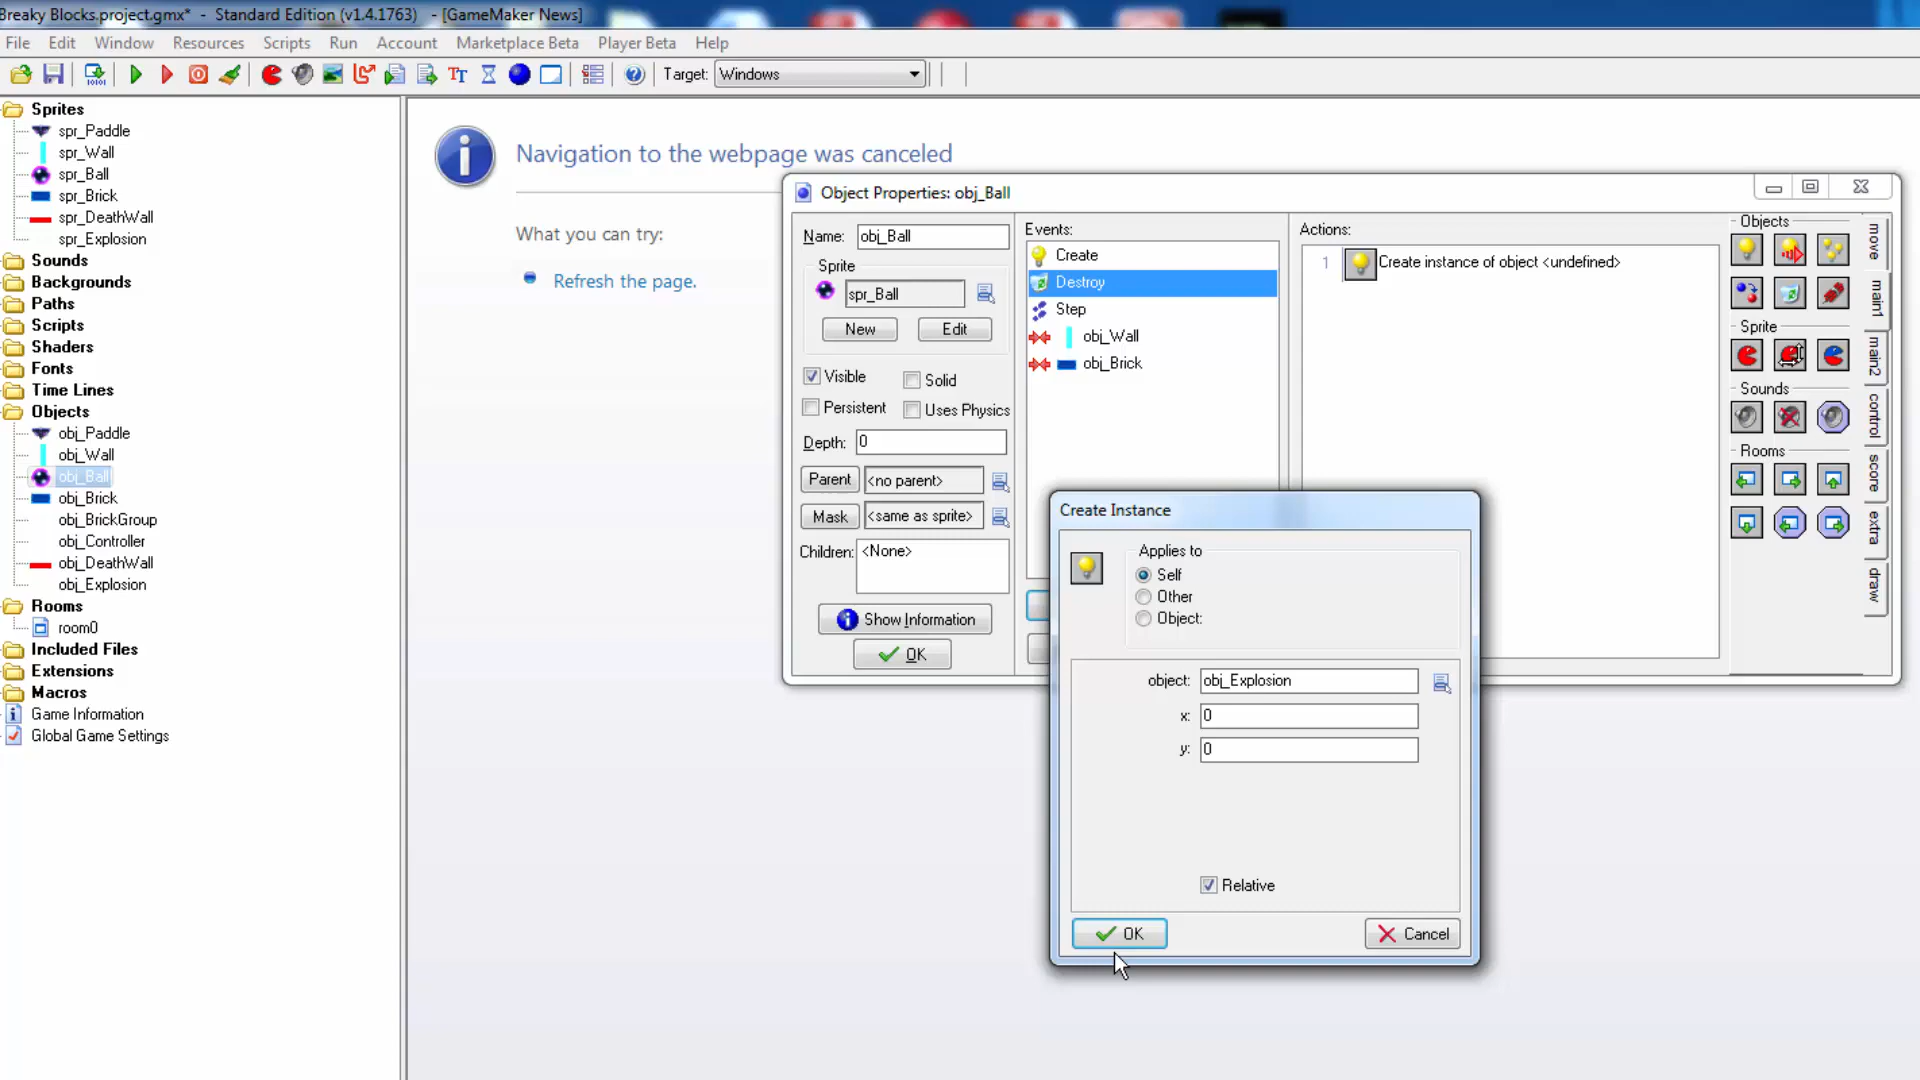 Breaky Blocks.project.gmx* - Standard Edition (v1.4.1763) - [GameMaker News]
File Edit Window Resources Scripts Run Account Marketplace Beta Player Beta Help
Target: Windows
Sprites
spr_Paddle
spr_Wall
spr_Ball
spr_Brick
spr_DeathWall
spr_Explosion
Sounds
Backgrounds
Paths
Scripts
Shaders
Fonts
Time Lines
Objects
obj_Paddle
obj_Wall
obj_Ball
obj_Brick
obj_BrickGroup
obj_Controller
obj_DeathWall
obj_Explosion
Rooms
room0
Included Files
Extensions
Macros
Game Information
Global Game Settings
Navigation to the webpage was canceled
What you can try:
Refresh the page.
Object Properties: obj_Ball
Name: obj_Ball
Sprite
spr_Ball
New Edit
Visible Solid
Persistent Uses Physics
Depth: 0
Parent <no parent>
Mask <same as sprite>
Children: <None>
Show Information
OK
Events:
Create
Destroy
Step
obj_Wall
obj_Brick
Actions:
1 Create instance of object <undefined>
Objects
Sprite
Sounds
Rooms
move
main1
main2
control
score
extra
draw
Create Instance
Applies to
Self
Other
Object:
object: obj_Explosion
x: 0
y: 0
Relative
OK Cancel